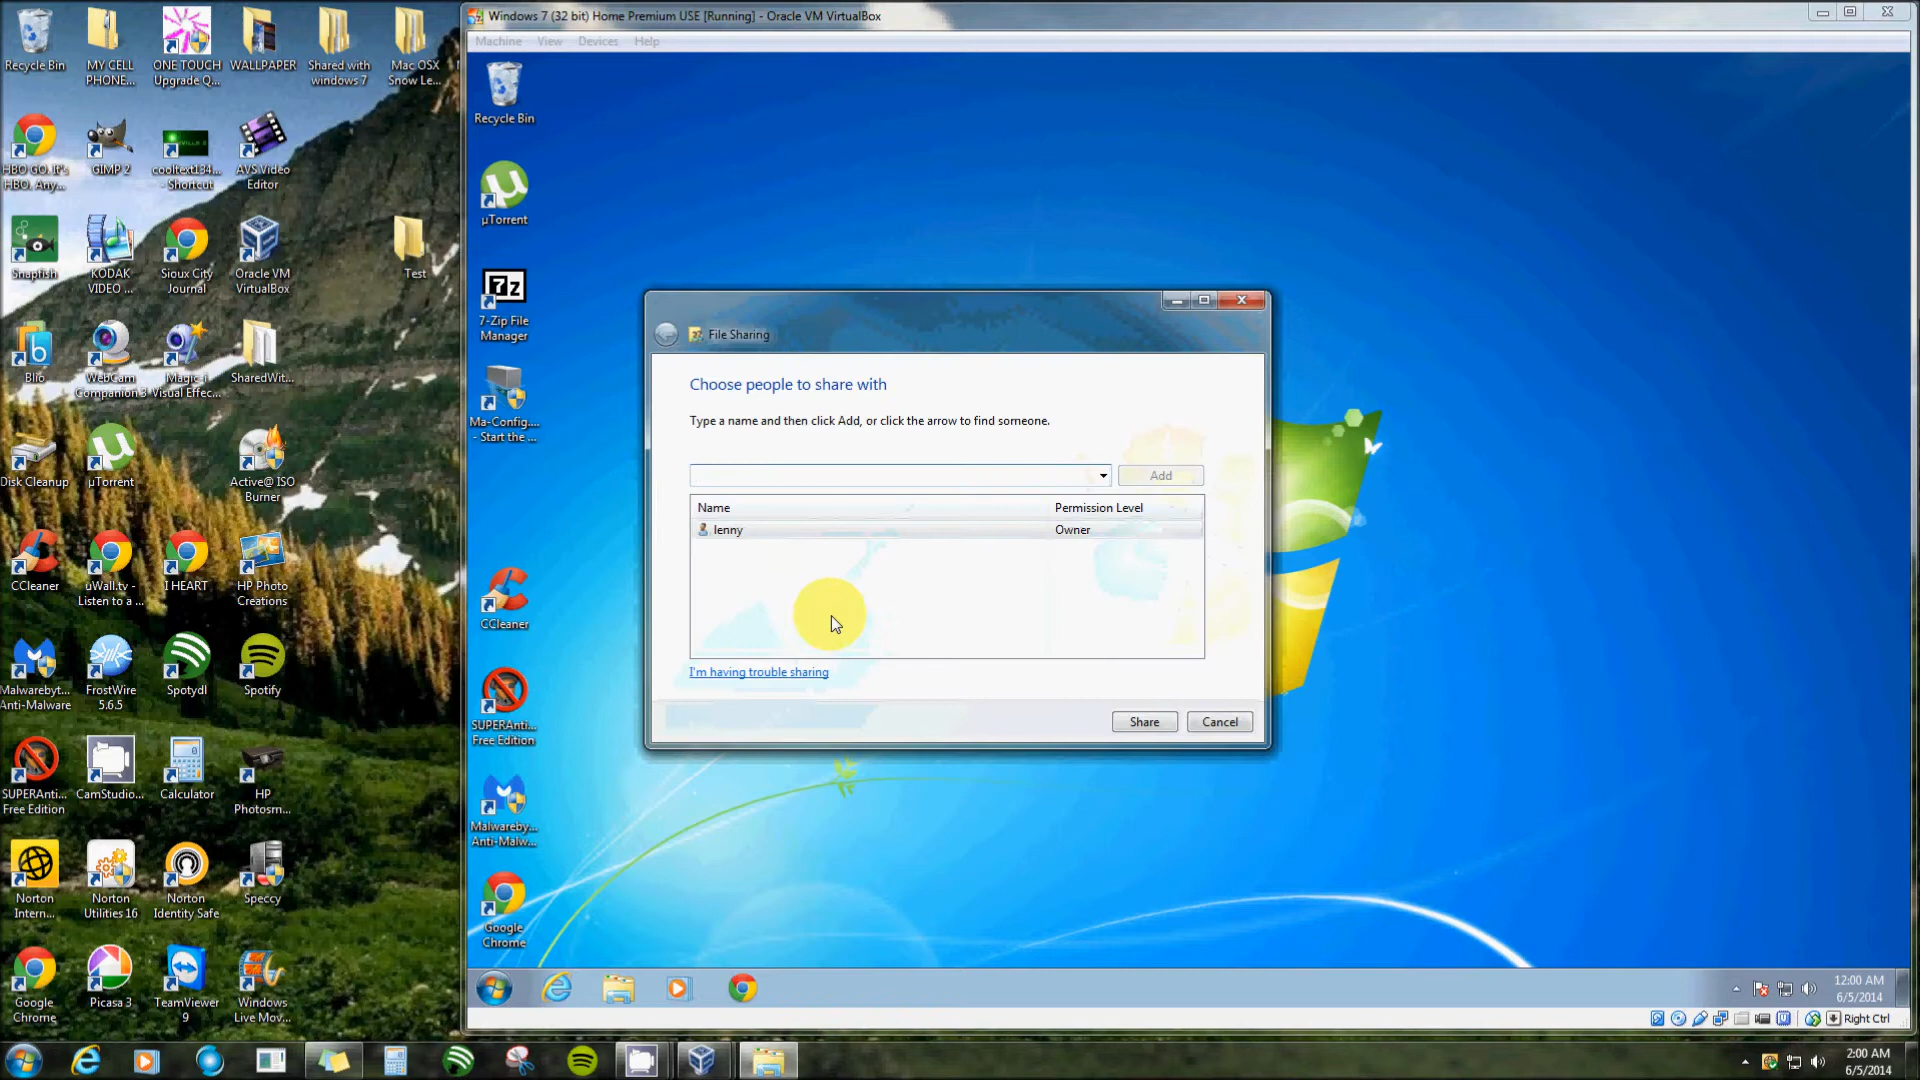 Recycle Bin
MY CELL
PHONE...
ONE TOUCH
Upgrade Q...
WALLPAPER
Shared with
windows 7
Mac OSX
Snow Le...
HBO GO. It's
HBO. Any...
GIMP 2
cooltext134...
- Shortcut
AVS Video
Editor
Snapfish
KODAK
VIDEO ...
Sioux City
Journal
Oracle VM
VirtualBox
Test
Blio
WebCam
Companion 3
Magic-i
Visual Effec...
SharedWit...
Disk Cleanup
µTorrent
Active@ ISO
Burner
CCleaner
uWall.tv -
Listen to a ...
I HEART
HP Photo
Creations
Malwarebyt...
Anti-Malware
FrostWire
5.6.5
Spotydl
Spotify
SUPERAnti...
Free Edition
CamStudio...
Calculator
HP
Photosm...
Norton
Intern...
Norton
Utilities 16
Norton
Identity Safe
Speccy
Google
Chrome
Picasa 3
TeamViewer
9
Windows
Live Mov...
Windows 7 (32 bit) Home Premium USE [Running] - Oracle VM VirtualBox
Machine View Devices Help
Recycle Bin
µTorrent
7z
7-Zip File
Manager
Ma-Config....
- Start the ...
CCleaner
SUPERAnti...
Free Edition
Malwareby...
Anti-Malw...
Google
Chrome
File Sharing
Choose people to share with
Type a name and then click Add, or click the arrow to find someone.
Add
Name Permission Level
lenny Owner
I'm having trouble sharing
Share Cancel
12:00 AM
6/5/2014
Right Ctrl
2:00 AM
6/5/2014